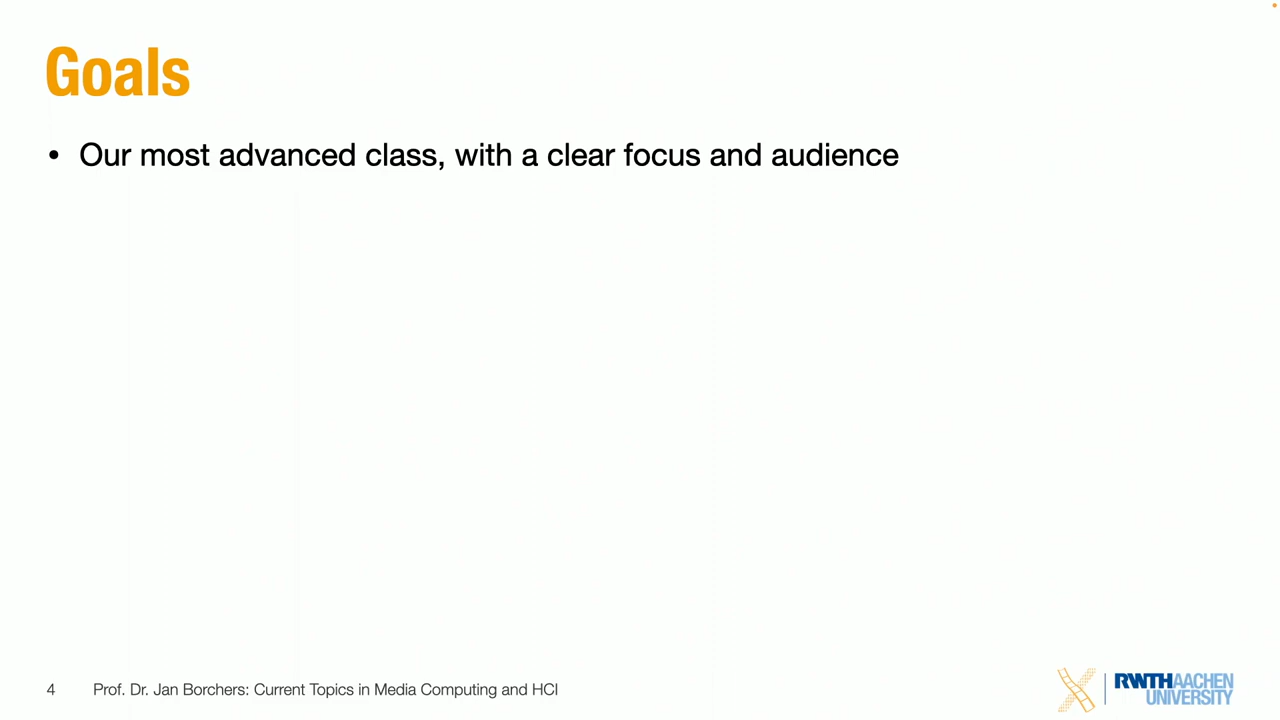 Goals
• Our most advanced class, with a clear focus and audience
4 Prof. Dr. Jan Borchers: Current Topics in Media Computing and HCI
RWTHAACHEN
UNIVERSITY